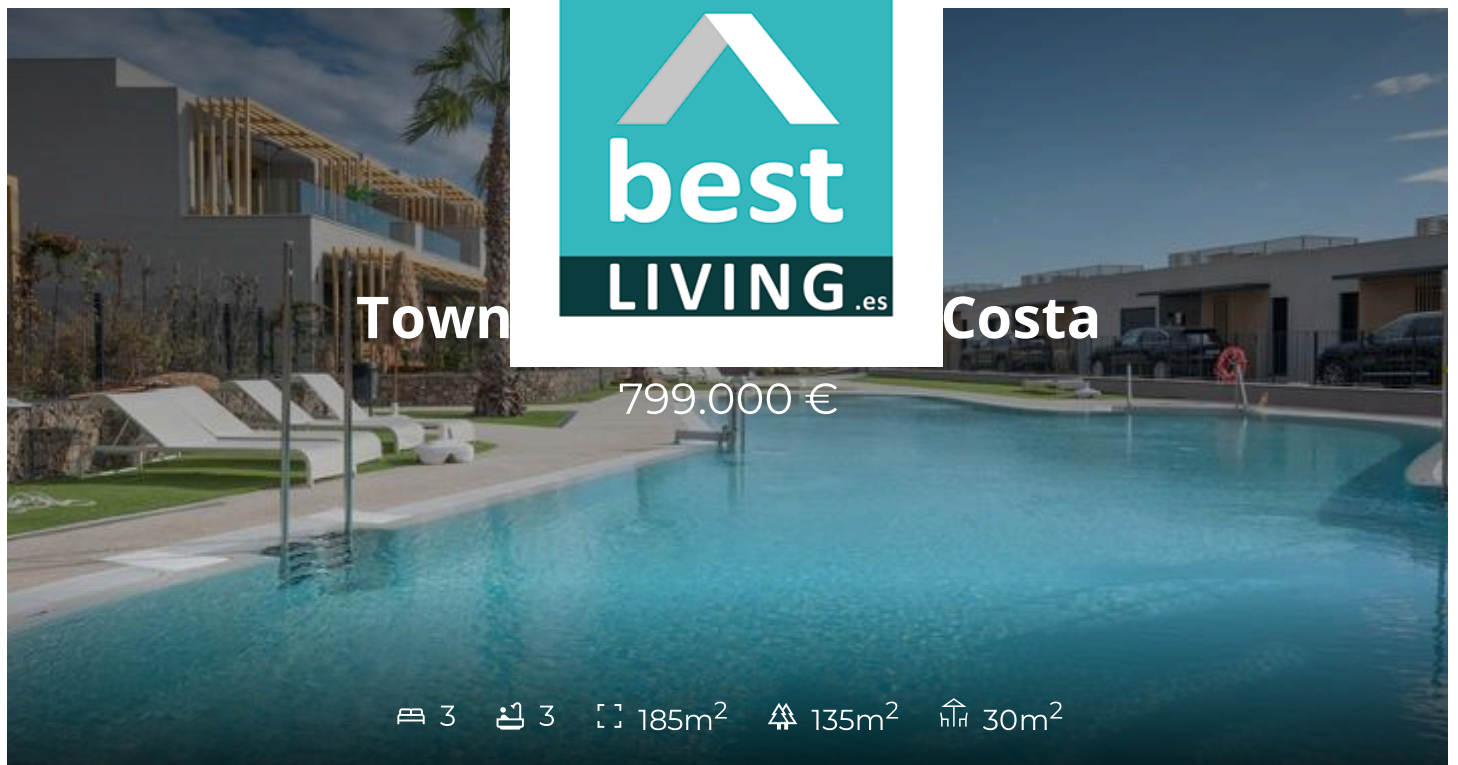 best
LIVING.es
Town Costa
799.000 €
3 3 185m² 135m² 30m²